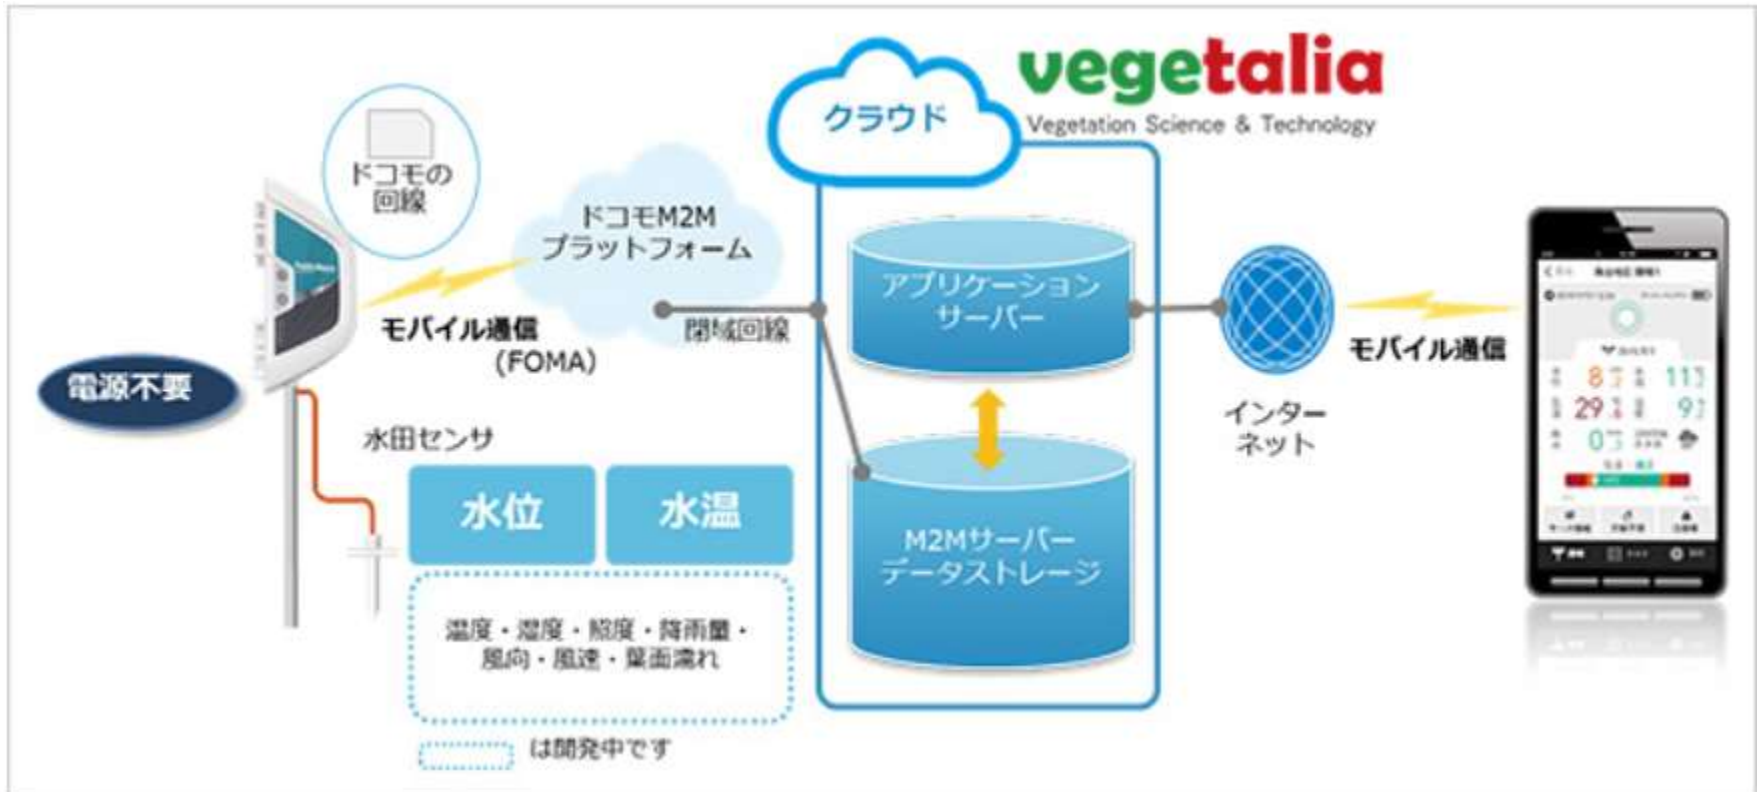 vegetalia
Vegetation Science & Technology
クラウド
ドコモの
回線
ドコモM2M
プラットフォーム
モバイル通信
(FOMA)
閉域回線
電源不要
水田センサ
水位
水温
温度・湿度・照度・降雨量・
風向・風速・葉面濡れ
は開発中です
アプリケーション
サーバー
M2Mサーバー
データストレージ
インター
ネット
モバイル通信
8
11
29
9
0